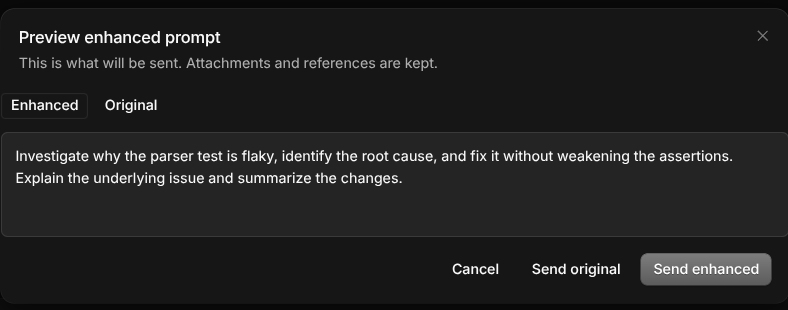 Preview enhanced prompt
This is what will be sent. Attachments and references are kept.
Enhanced Original
Investigate why the parser test is flaky, identify the root cause, and fix it without weakening the assertions.
Explain the underlying issue and summarize the changes.
Cancel Send original Send enhanced